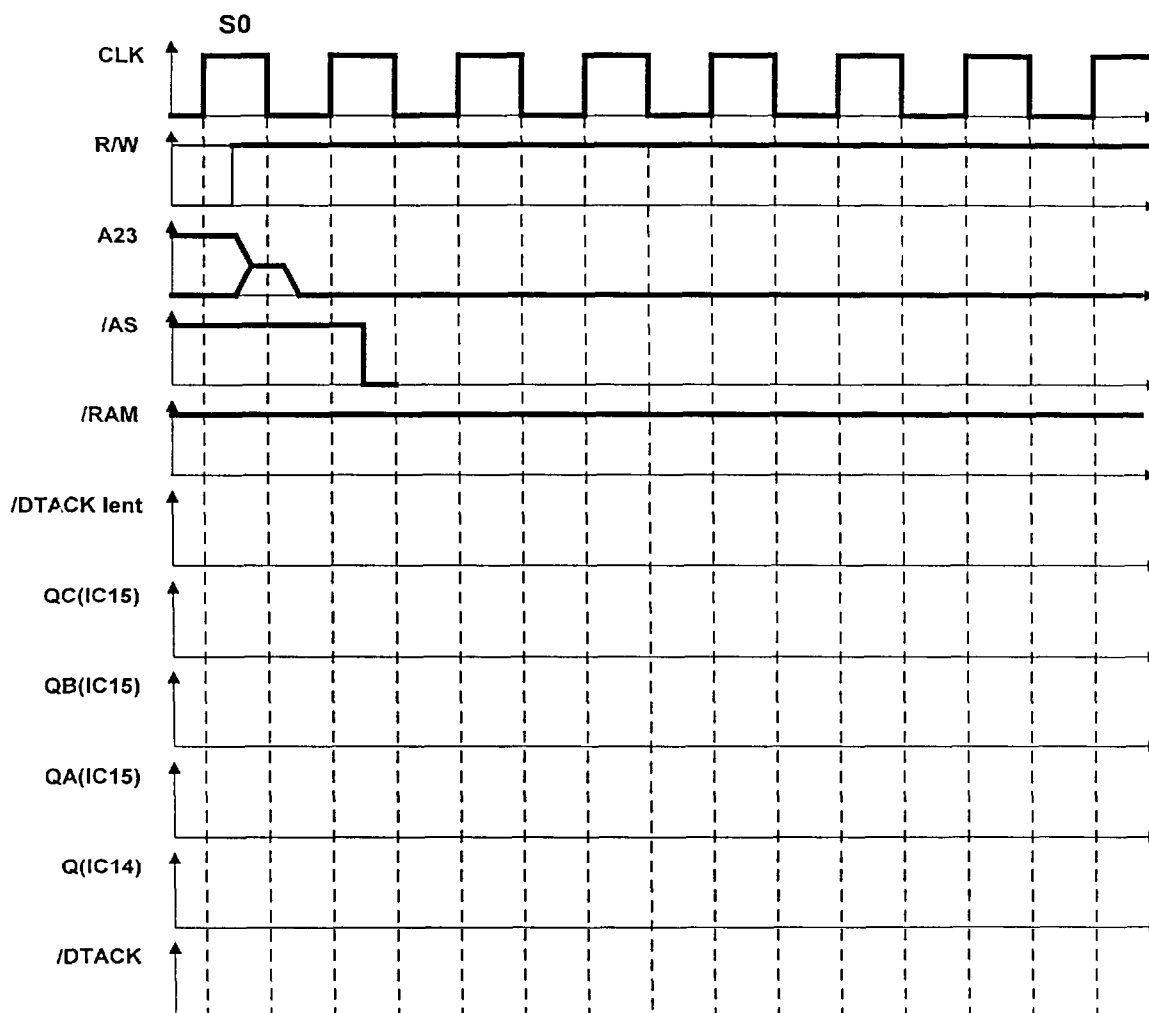 S0
CLK
R/W
A23
/AS
/RAM
/DTACK lent
QC(IC15)
QB(IC15)
QA(IC15)
Q(IC14)
/DTACK